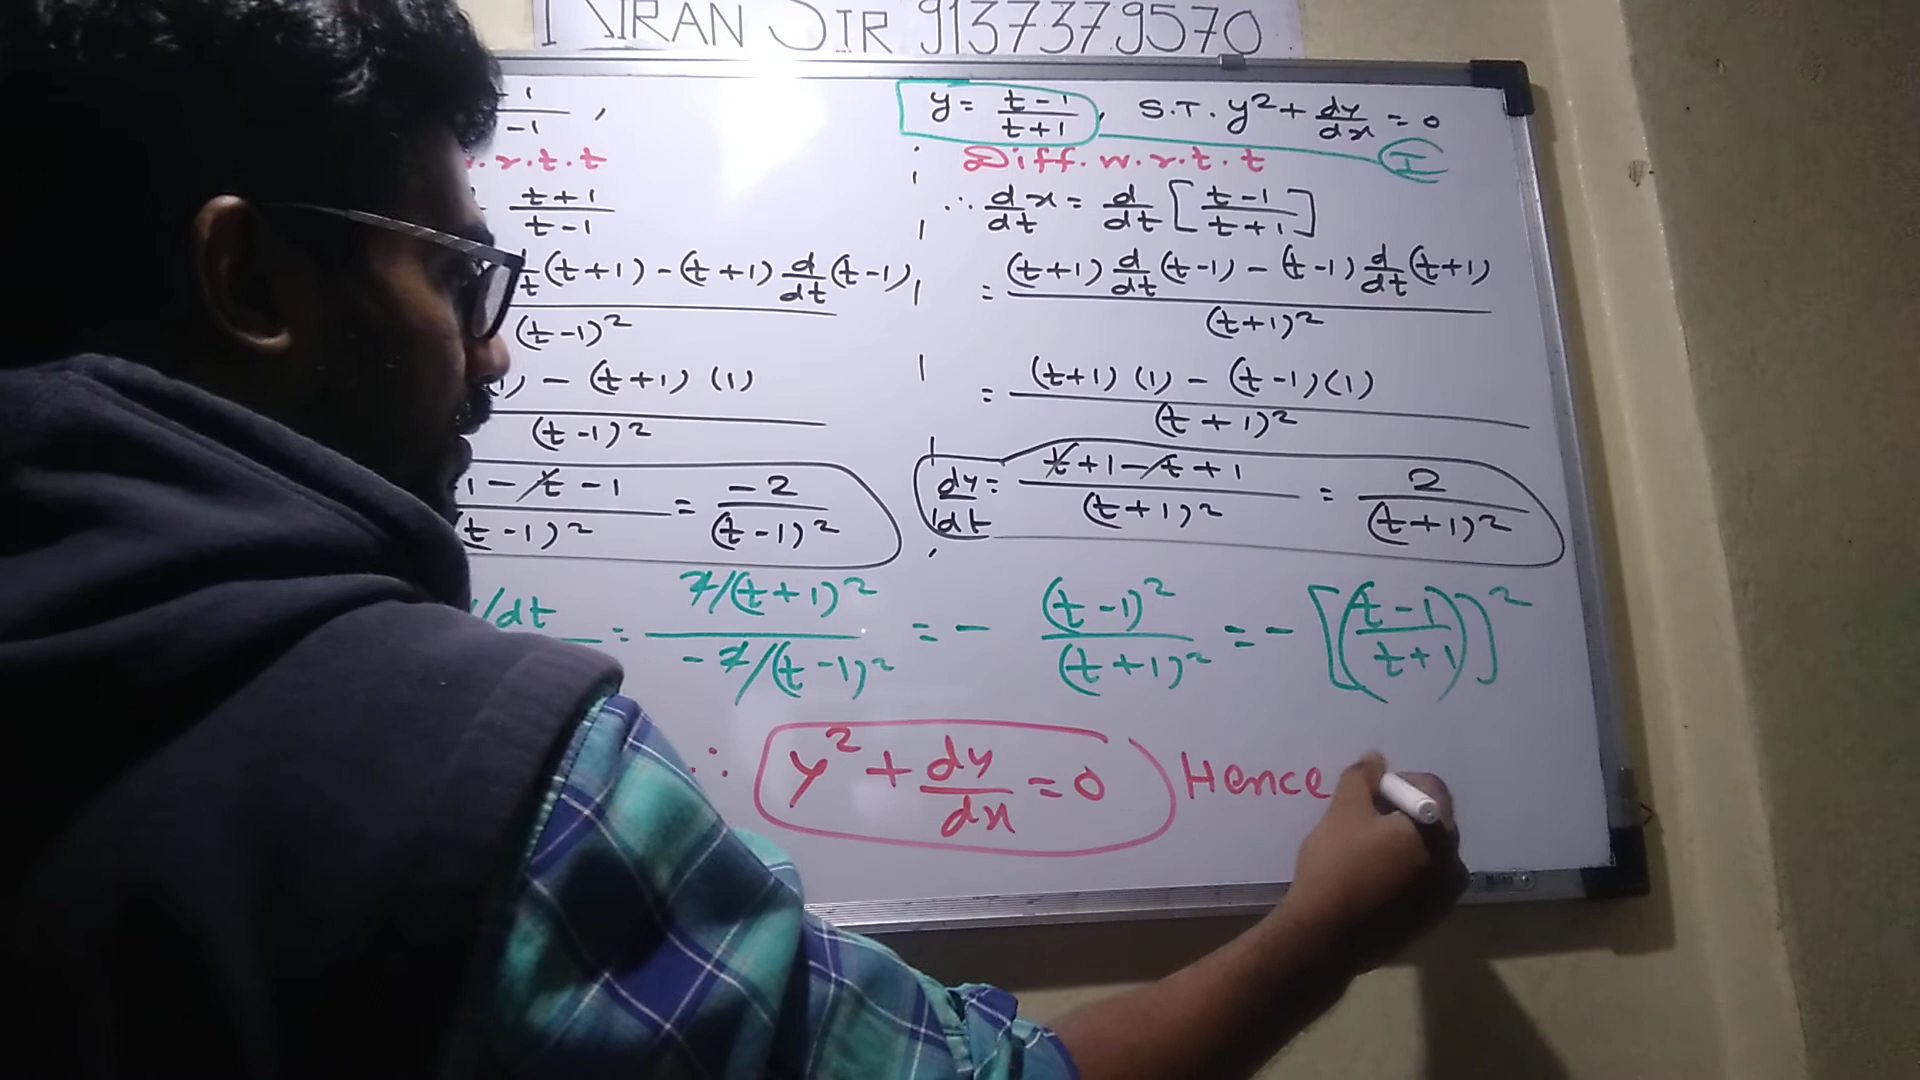 KIRAN SIR 9137379570
1/-1 ,
w.r.t.t
t+1/t-1
(t+1) - (t+1) d/dt (t-1)
(t-1)²
- (t+1) (1)
(t-1)²
1 - t - 1/(t-1)² = -2/(t-1)²
y = t-1/t+1 , S.T. y² + dy/dx = 0
I
Diff. w.r.t. t
∴ d/dt x = d/dt [t-1/t+1]
= (t+1) d/dt (t-1) - (t-1) d/dt (t+1)/(t+1)²
= (t+1) (1) - (t-1) (1)/(t+1)²
dy/dt = t+1-t+1/(t+1)² = 2/(t+1)²
/dt = 2/(t+1)²/-2/(t-1)² = - (t-1)²/(t+1)² = - [(t-1/t+1)]²
∴ y² + dy/dx = 0 Hence